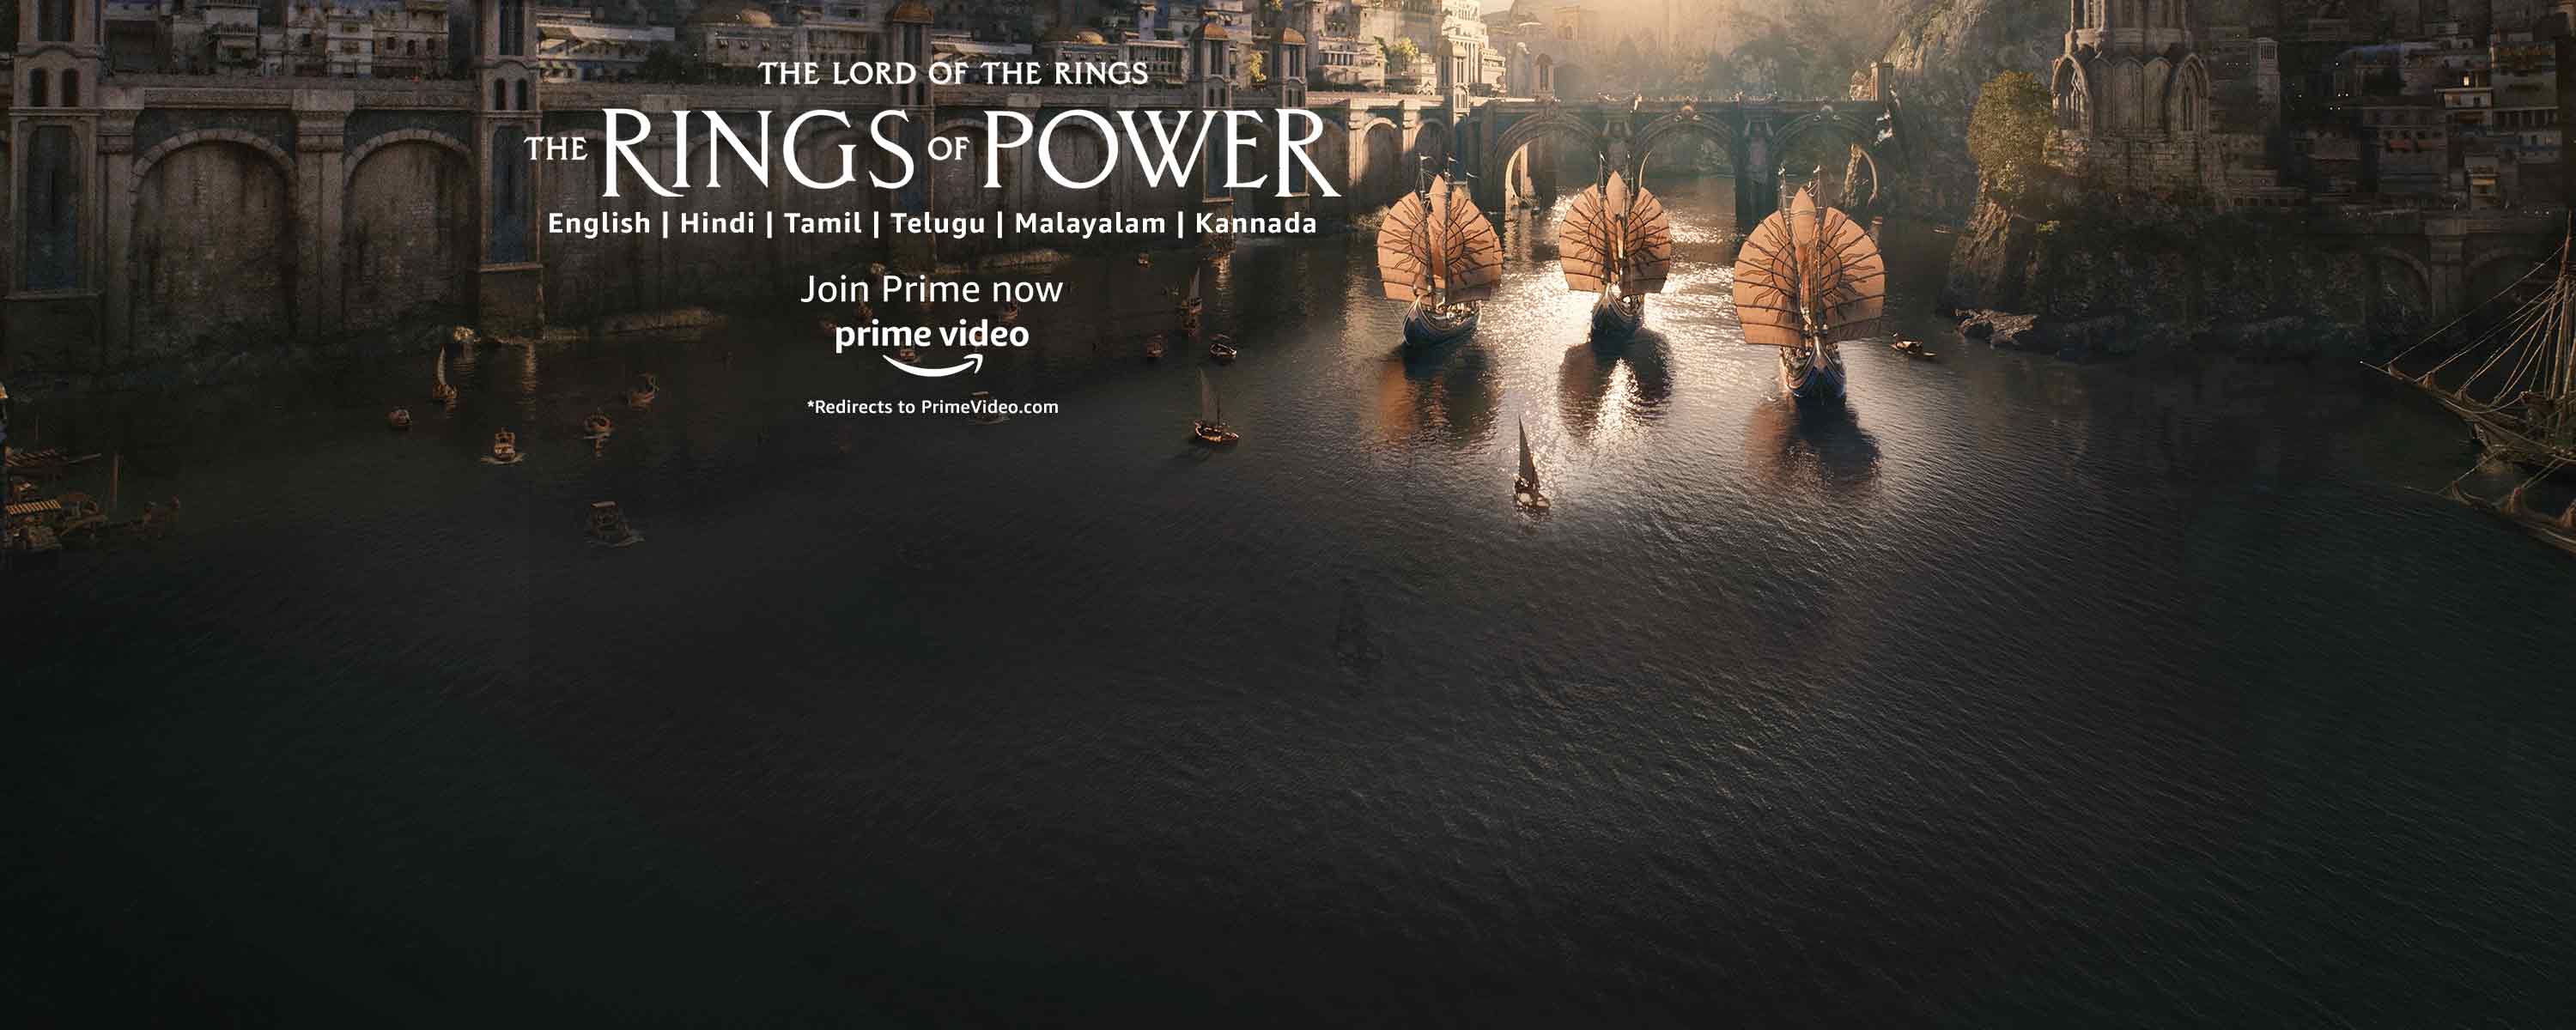 THE LORD OF THE RINGS
THE RINGS OF POWER
English | Hindi | Tamil | Telugu | Malayalam | Kannada
Join Prime now
prime video
*Redirects to PrimeVideo.com